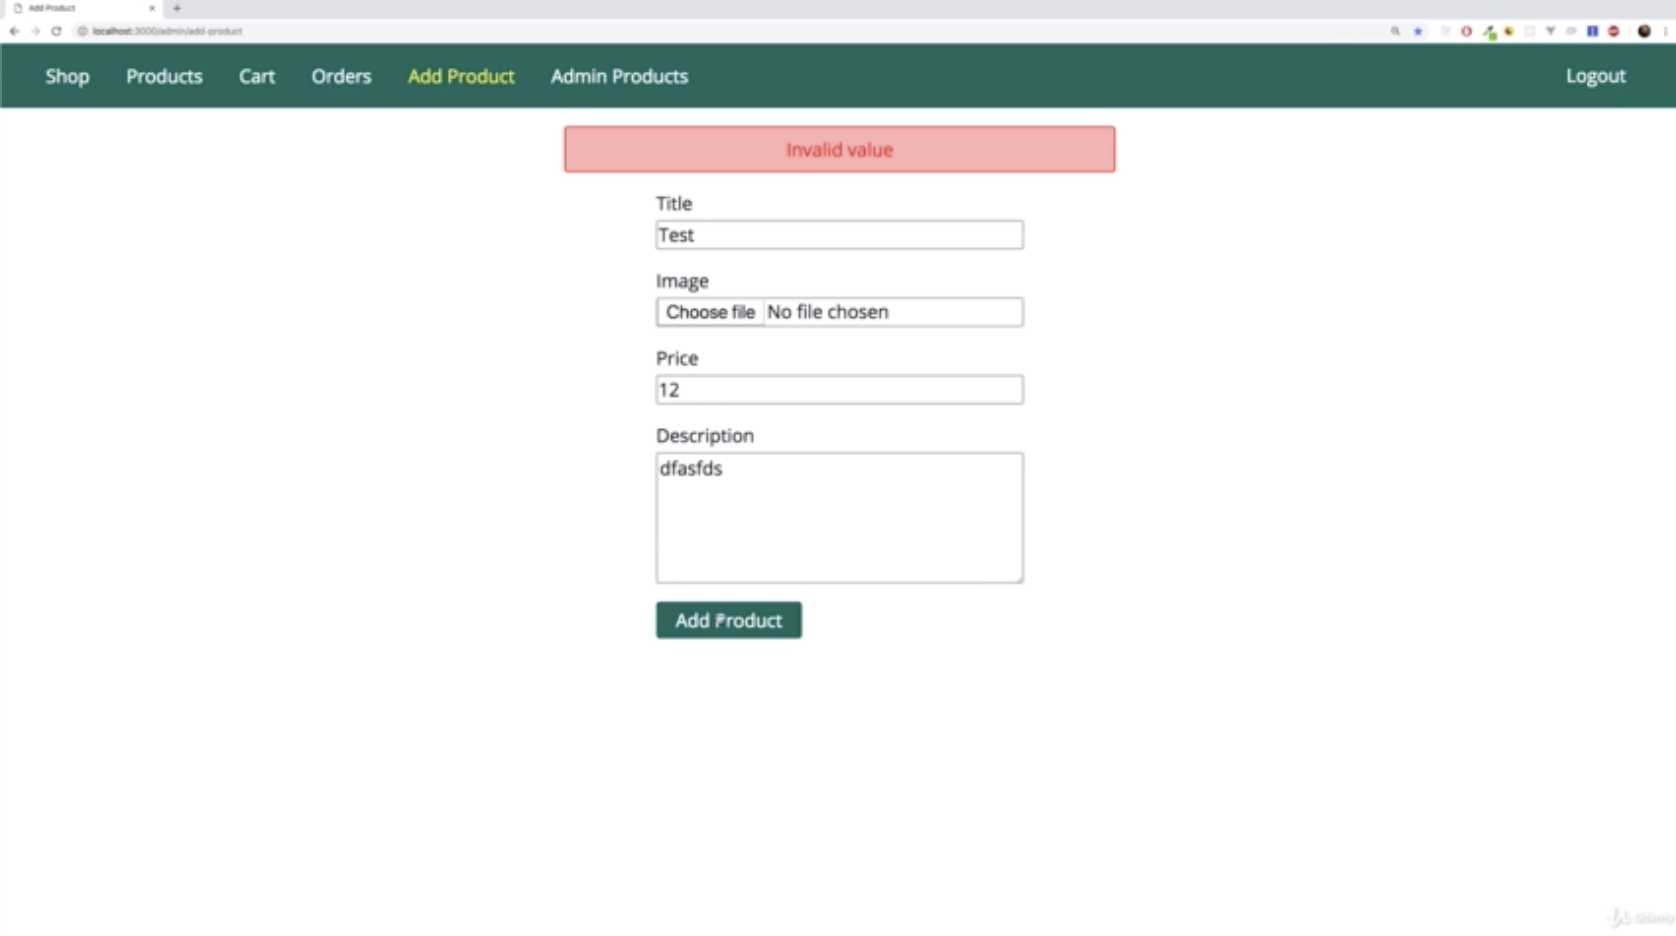 Add Product
localhost:3000/admin/add-product
Shop Products Cart Orders Add Product Admin Products Logout
Invalid value
Title
Test
Image
Choose file No file chosen
Price
12
Description
dfasfds
Add Product
Udemy